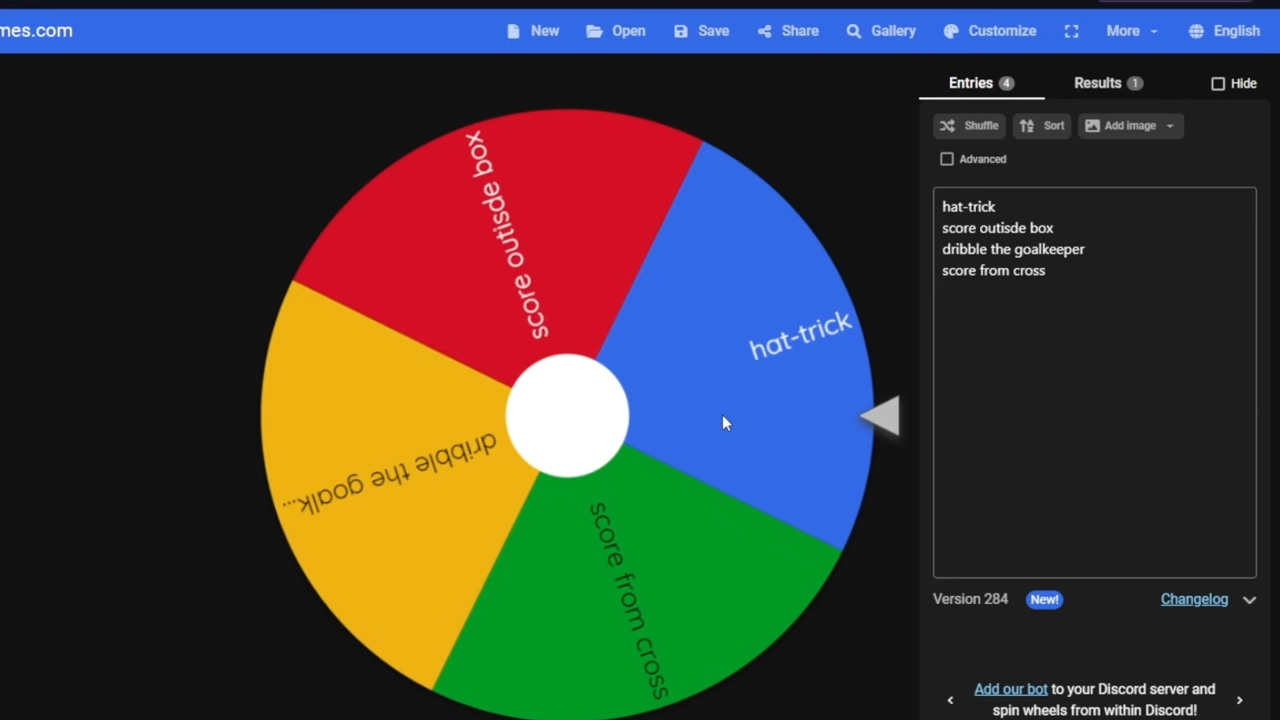 mes.com
New Open Save Share Gallery Customize More English
Entries 4 Results 1 Hide
Shuffle Sort Add image
Advanced
hat-trick
score outisde box
dribble the goalkeeper
score from cross
score outisde box
hat-trick
dribble the goalk...
score from cross
Version 284 New! Changelog
Add our bot to your Discord server and
spin wheels from within Discord!